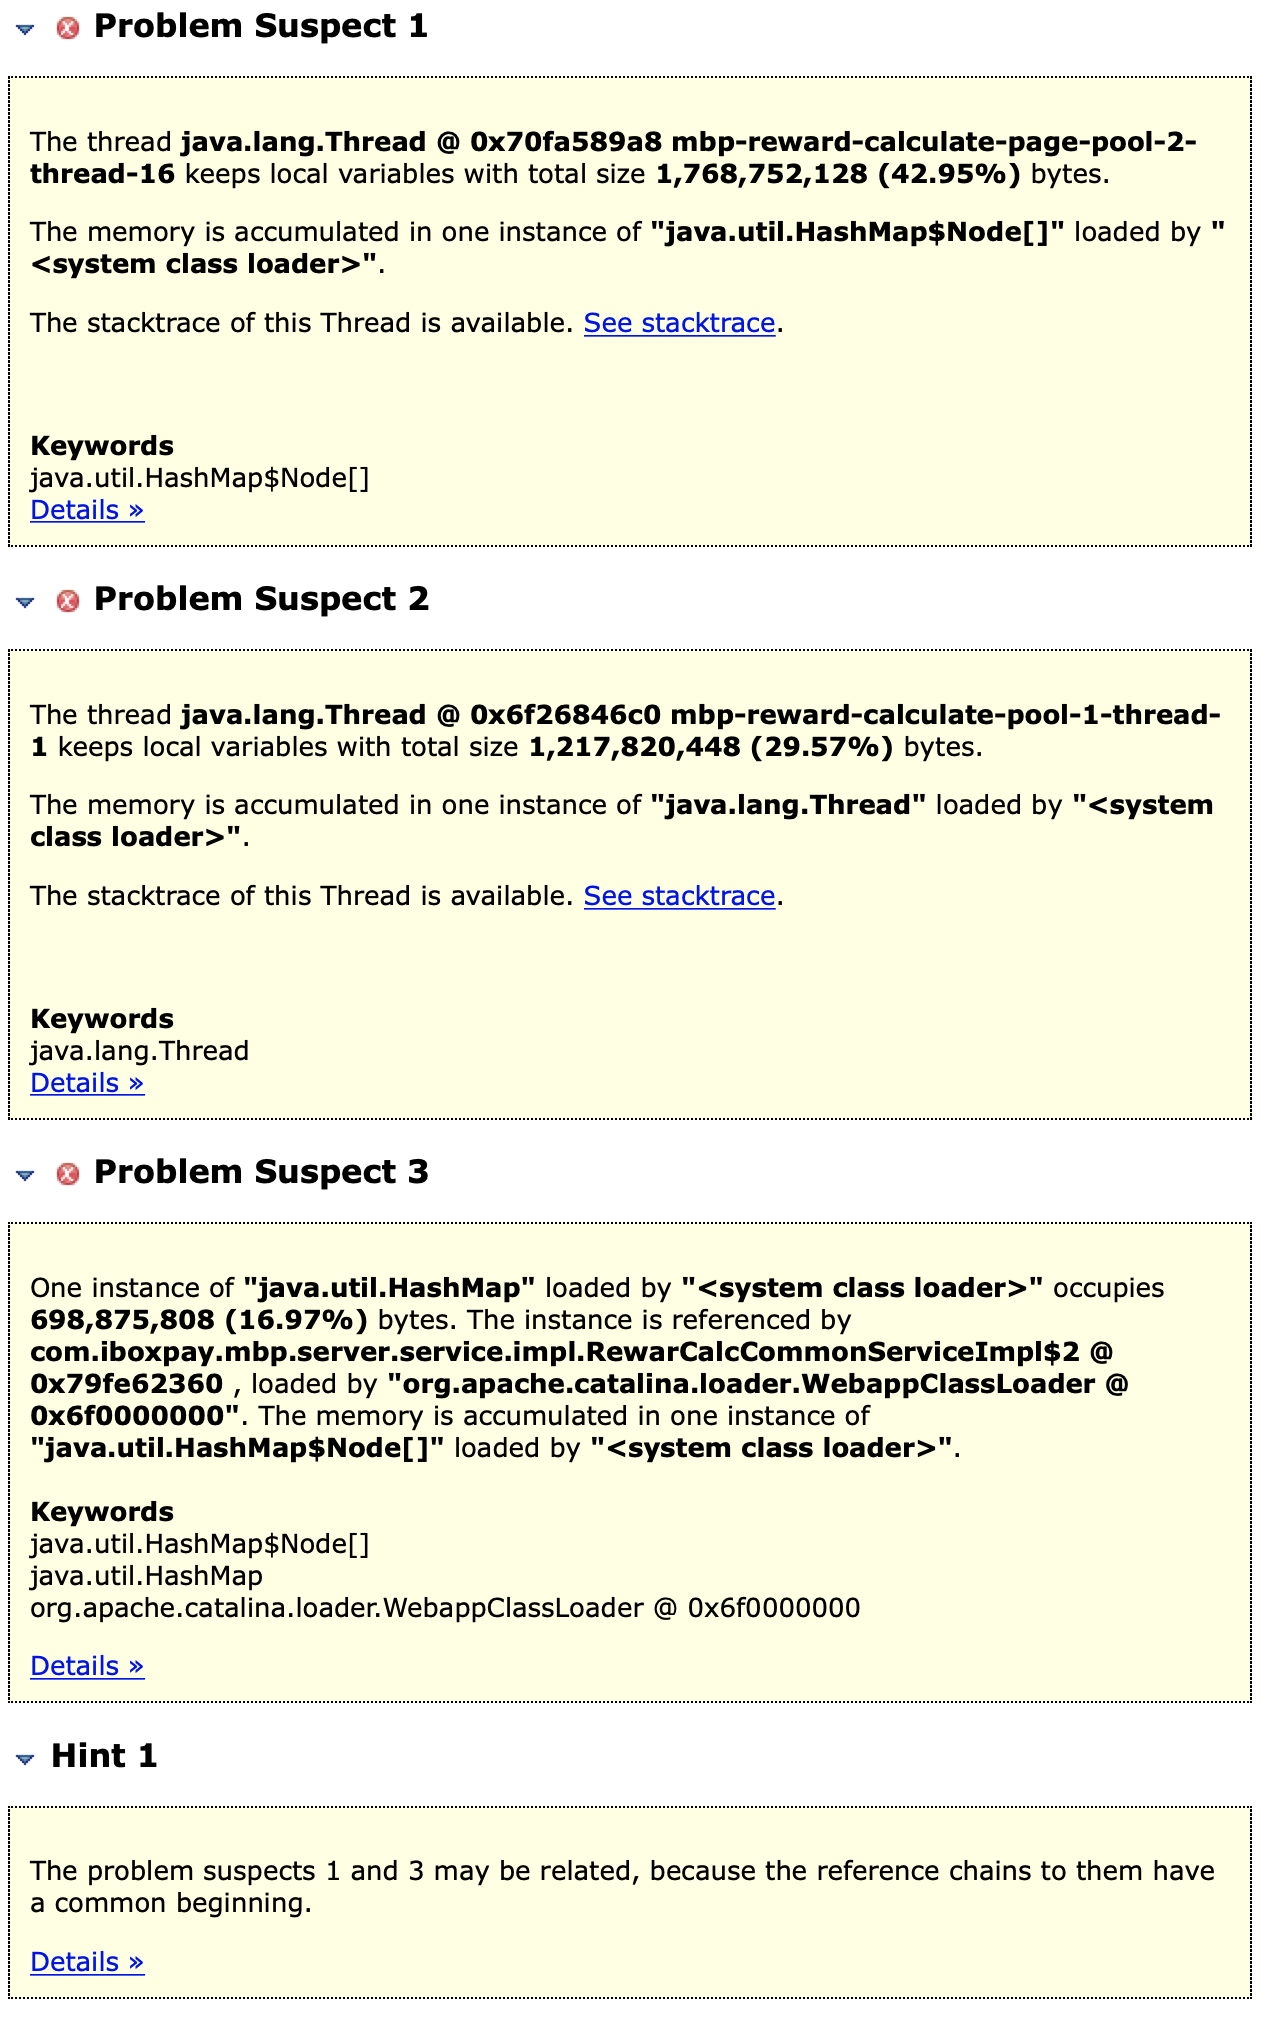 Problem Suspect 1
The thread java.lang.Thread @ 0x70fa589a8 mbp-reward-calculate-page-pool-2-
thread-16 keeps local variables with total size 1,768,752,128 (42.95%) bytes.
The memory is accumulated in one instance of "java.util.HashMap$Node[]" loaded by "
<system class loader>".
The stacktrace of this Thread is available. See stacktrace.
Keywords
java.util.HashMap$Node[]
Details »
Problem Suspect 2
The thread java.lang.Thread @ 0x6f26846c0 mbp-reward-calculate-pool-1-thread-
1 keeps local variables with total size 1,217,820,448 (29.57%) bytes.
The memory is accumulated in one instance of "java.lang.Thread" loaded by "<system
class loader>".
The stacktrace of this Thread is available. See stacktrace.
Keywords
java.lang.Thread
Details »
Problem Suspect 3
One instance of "java.util.HashMap" loaded by "<system class loader>" occupies
698,875,808 (16.97%) bytes. The instance is referenced by
com.iboxpay.mbp.server.service.impl.RewarCalcCommonServiceImpl$2 @
0x79fe62360 , loaded by "org.apache.catalina.loader.WebappClassLoader @
0x6f0000000". The memory is accumulated in one instance of
"java.util.HashMap$Node[]" loaded by "<system class loader>".
Keywords
java.util.HashMap$Node[]
java.util.HashMap
org.apache.catalina.loader.WebappClassLoader @ 0x6f0000000
Details »
Hint 1
The problem suspects 1 and 3 may be related, because the reference chains to them have
a common beginning.
Details »